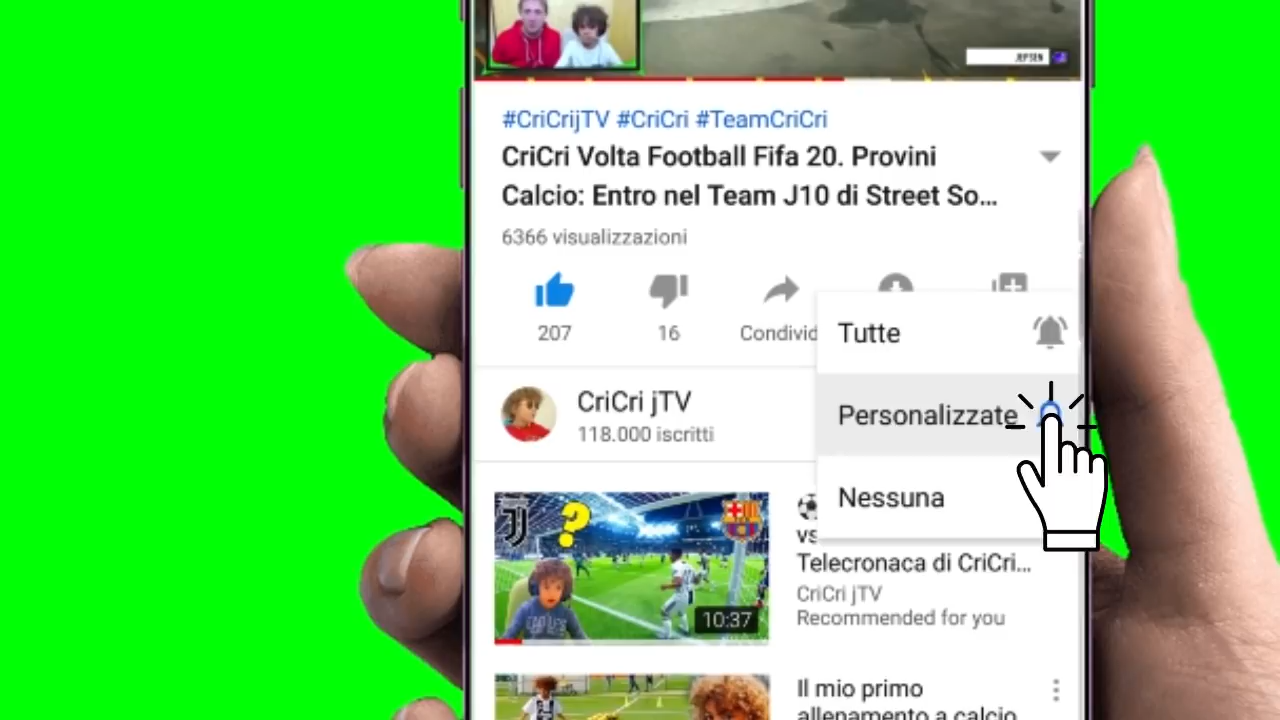 JEPSEN
#CriCrijTV #CriCri #TeamCriCri
CriCri Volta Football Fifa 20. Provini
Calcio: Entro nel Team J10 di Street So...
6366 visualizzazioni
207
16
Condivid
Tutte
Personalizzate
Nessuna
CriCri jTV
118.000 iscritti
?
10:37
vs
Telecronaca di CriCri...
CriCri jTV
Recommended for you
Il mio primo
allenamento a calcio